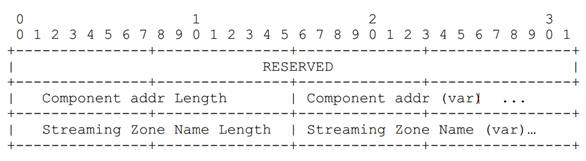 0                   1                   2                   3
0 1 2 3 4 5 6 7 8 9 0 1 2 3 4 5 6 7 8 9 0 1 2 3 4 5 6 7 8 9 0 1
+---------------+---------------+---------------+---------------+
|                            RESERVED                           |
+---------------+---------------+---------------+---------------+
|   Component addr Length       | Component addr (var)   ...
+---------------+---------------+---------------+---------------+
|   Streaming Zone Name Length  | Streaming Zone Name (var)…
+---------------+---------------+---------------+---------------+